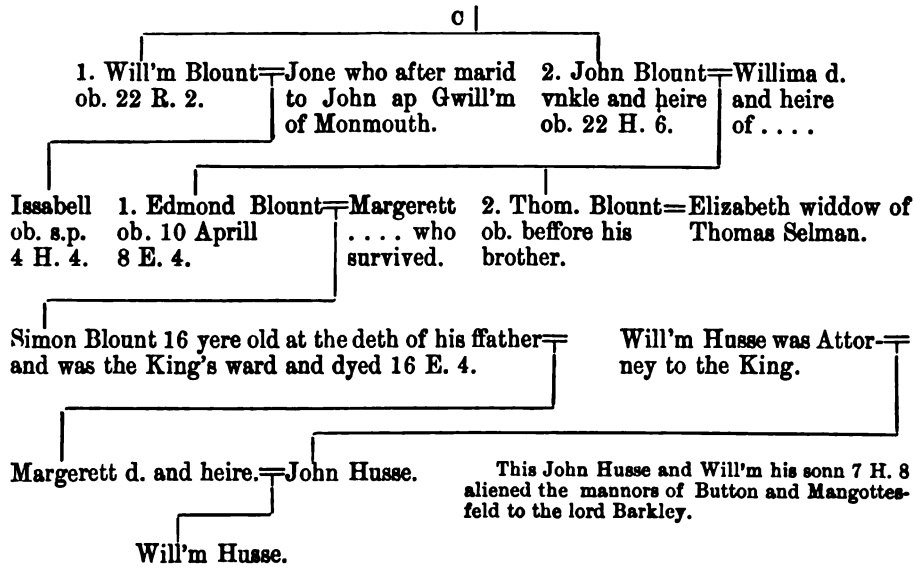 C
1. Will'm Blount=Jone who after marid
ob. 22 R. 2. to John ap Gwill'm
of Monmouth.
2. John Blount=Willima d.
vnkle and heire and heire
ob. 22 H. 6. of ....
Issabell
ob. s.p.
4 H. 4.
1. Edmond Blount=Margerett
ob. 10 Aprill .... who
8 E. 4. survived.
2. Thom. Blount=Elizabeth widdow of
ob. beffore his Thomas Selman.
brother.
Simon Blount 16 yere old at the deth of his ffather=
and was the King's ward and dyed 16 E. 4.
Will'm Husse was Attor-=
ney to the King.
Margerett d. and heire.=John Husse.
This John Husse and Will'm his sonn 7 H. 8
aliened the mannors of Button and Mangottes-
feld to the lord Barkley.
Will'm Husse.